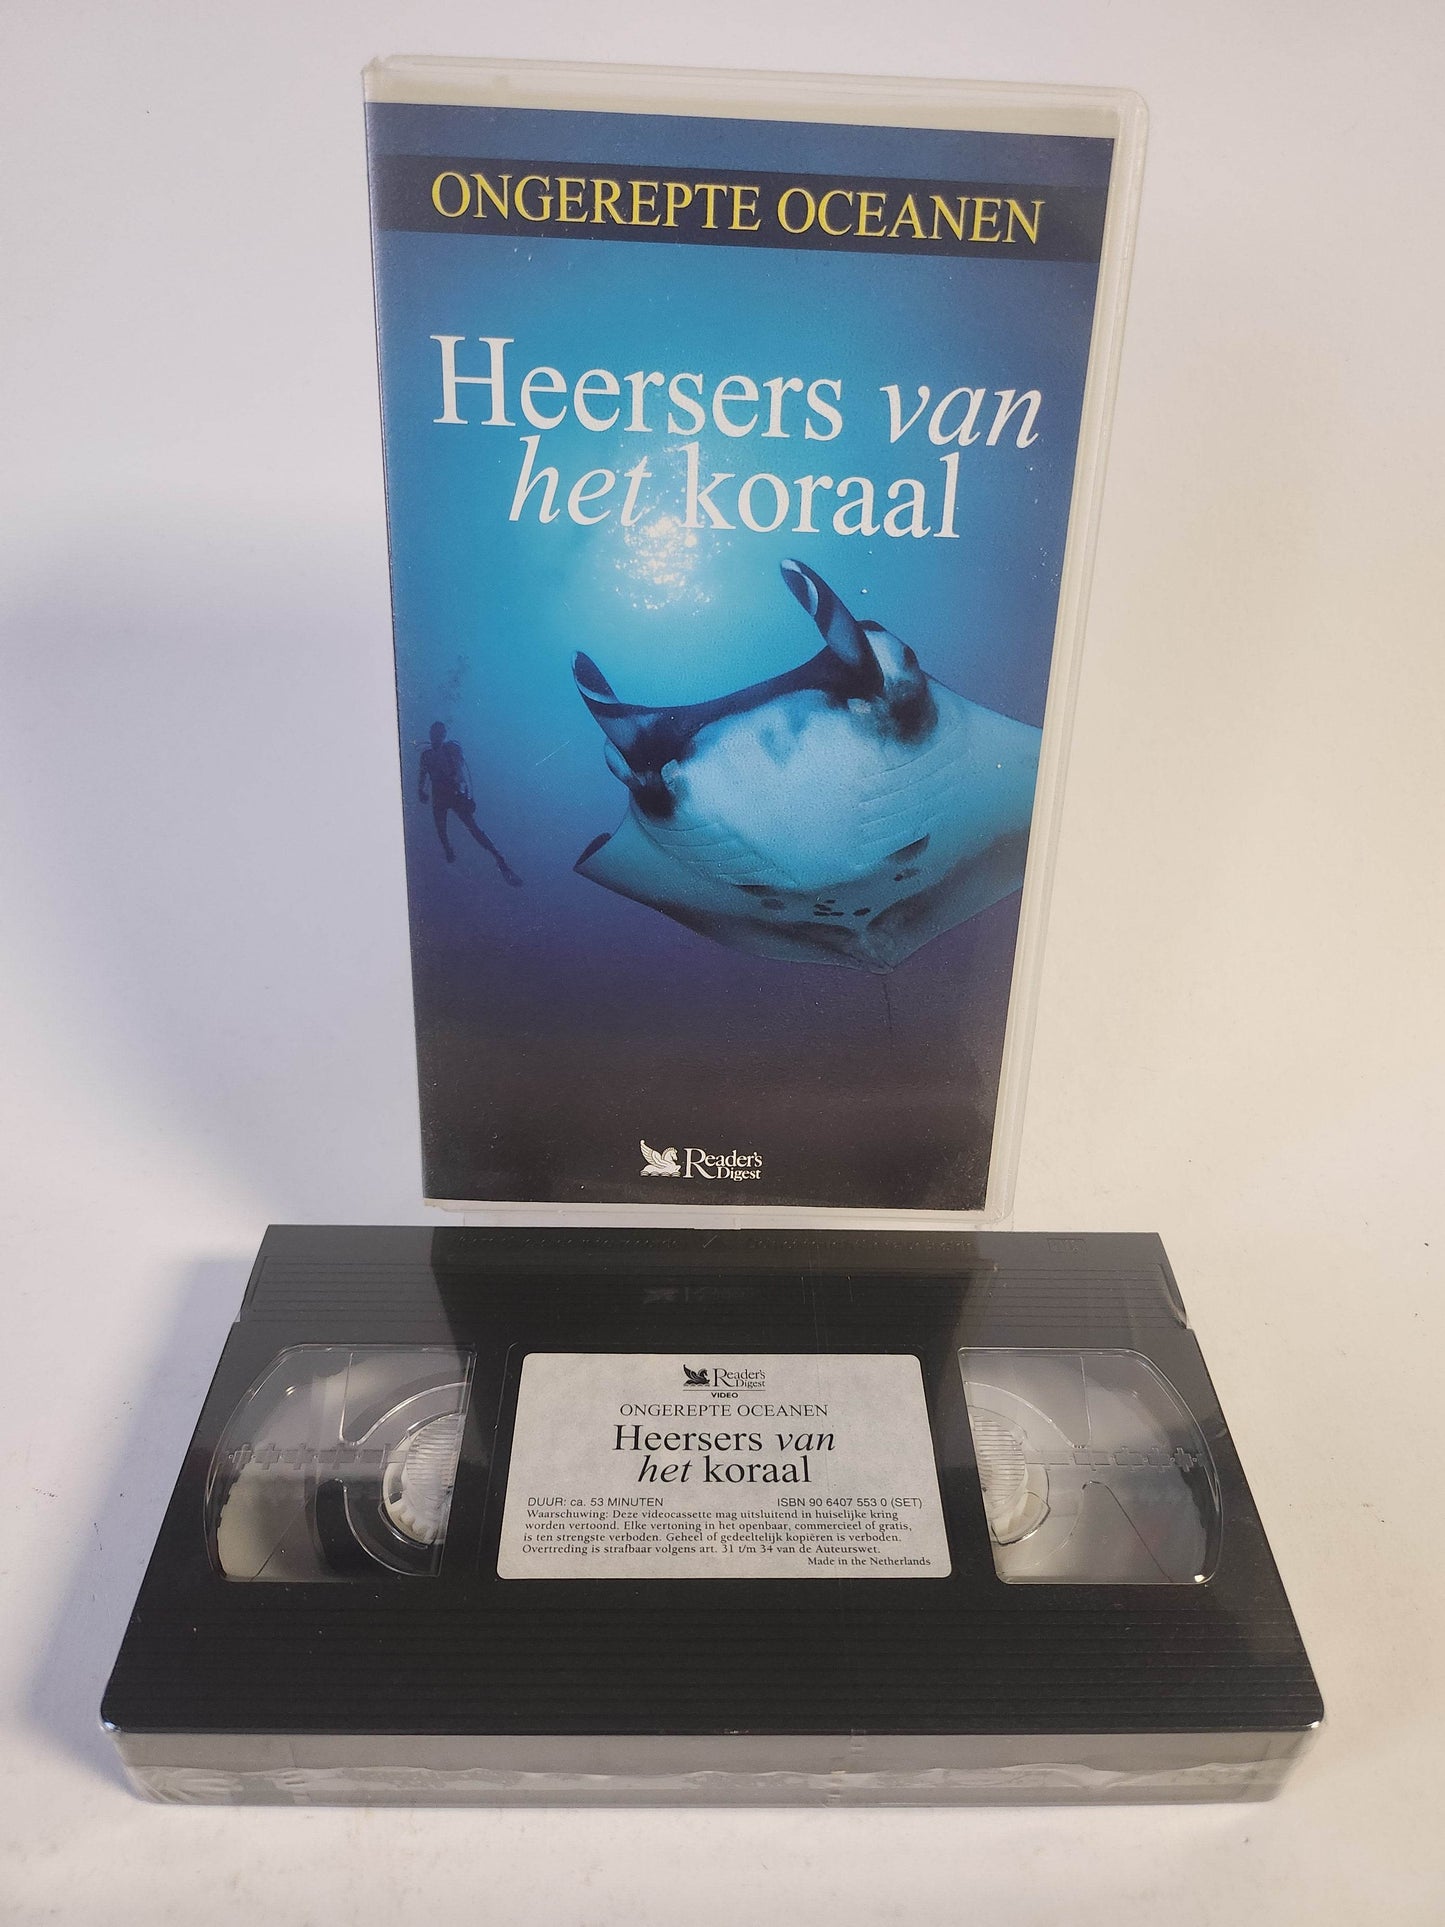 ONGEREPTE OCEANEN
Heersers van
het koraal
Reader's
Digest
Reader's
Digest
VIDEO
ONGEREPTE OCEANEN
Heersers van
het koraal
DUUR: ca. 53 MINUTEN ISBN 90 6407 553 0 (SET)
Waarschuwing: Deze videocassette mag uitsluitend in huiselijke kring
worden vertoond. Elke vertoning in het openbaar, commercieel of gratis,
is ten strengste verboden. Geheel of gedeeltelijk kopiëren is verboden.
Overtreding is strafbaar volgens art. 31 t/m 34 van de Auteurswet.
Made in the Netherlands